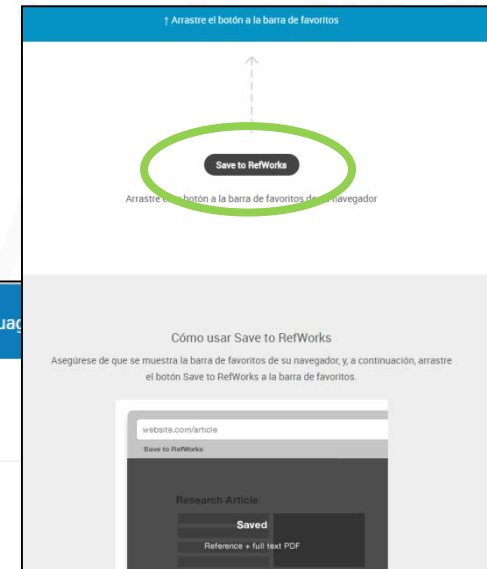 ↑ Arrastre el botón a la barra de favoritos
Save to RefWorks
Arrastre botón a la barra de favoritos de navegador
uag
Cómo usar Save to RefWorks
Asegúrese de que se muestra la barra de favoritos de su navegador, y, a continuación, arrastre
el botón Save to RefWorks a la barra de favoritos.
website.com/article
Save to RefWorks
Research Article
Saved
Reference + full text PDF